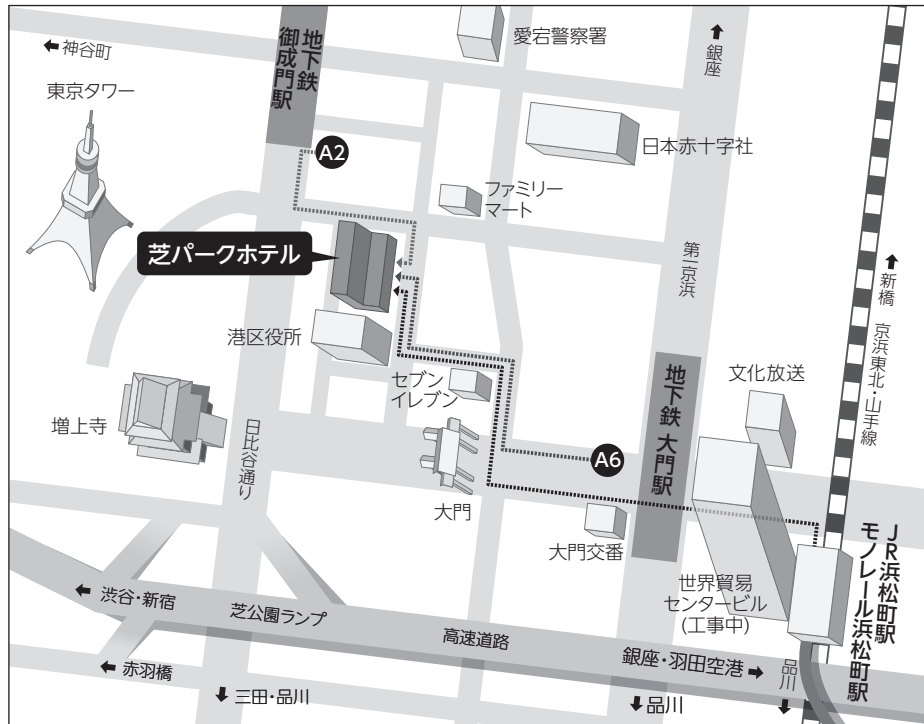 神谷町
東京タワー
地下鉄
御成門駅
愛宕警察署
銀座
A2
日本赤十字社
ファミリー
マート
芝パークホテル
第一京浜
新橋
京浜東北・山手線
港区役所
セブン
イレブン
地下鉄 大門駅
文化放送
増上寺
日比谷通り
A6
大門
大門交番
世界貿易
センタービル
(工事中)
JR浜松町駅
モノレール浜松町駅
渋谷・新宿
芝公園ランプ
高速道路
銀座・羽田空港
品川
赤羽橋
三田・品川
品川